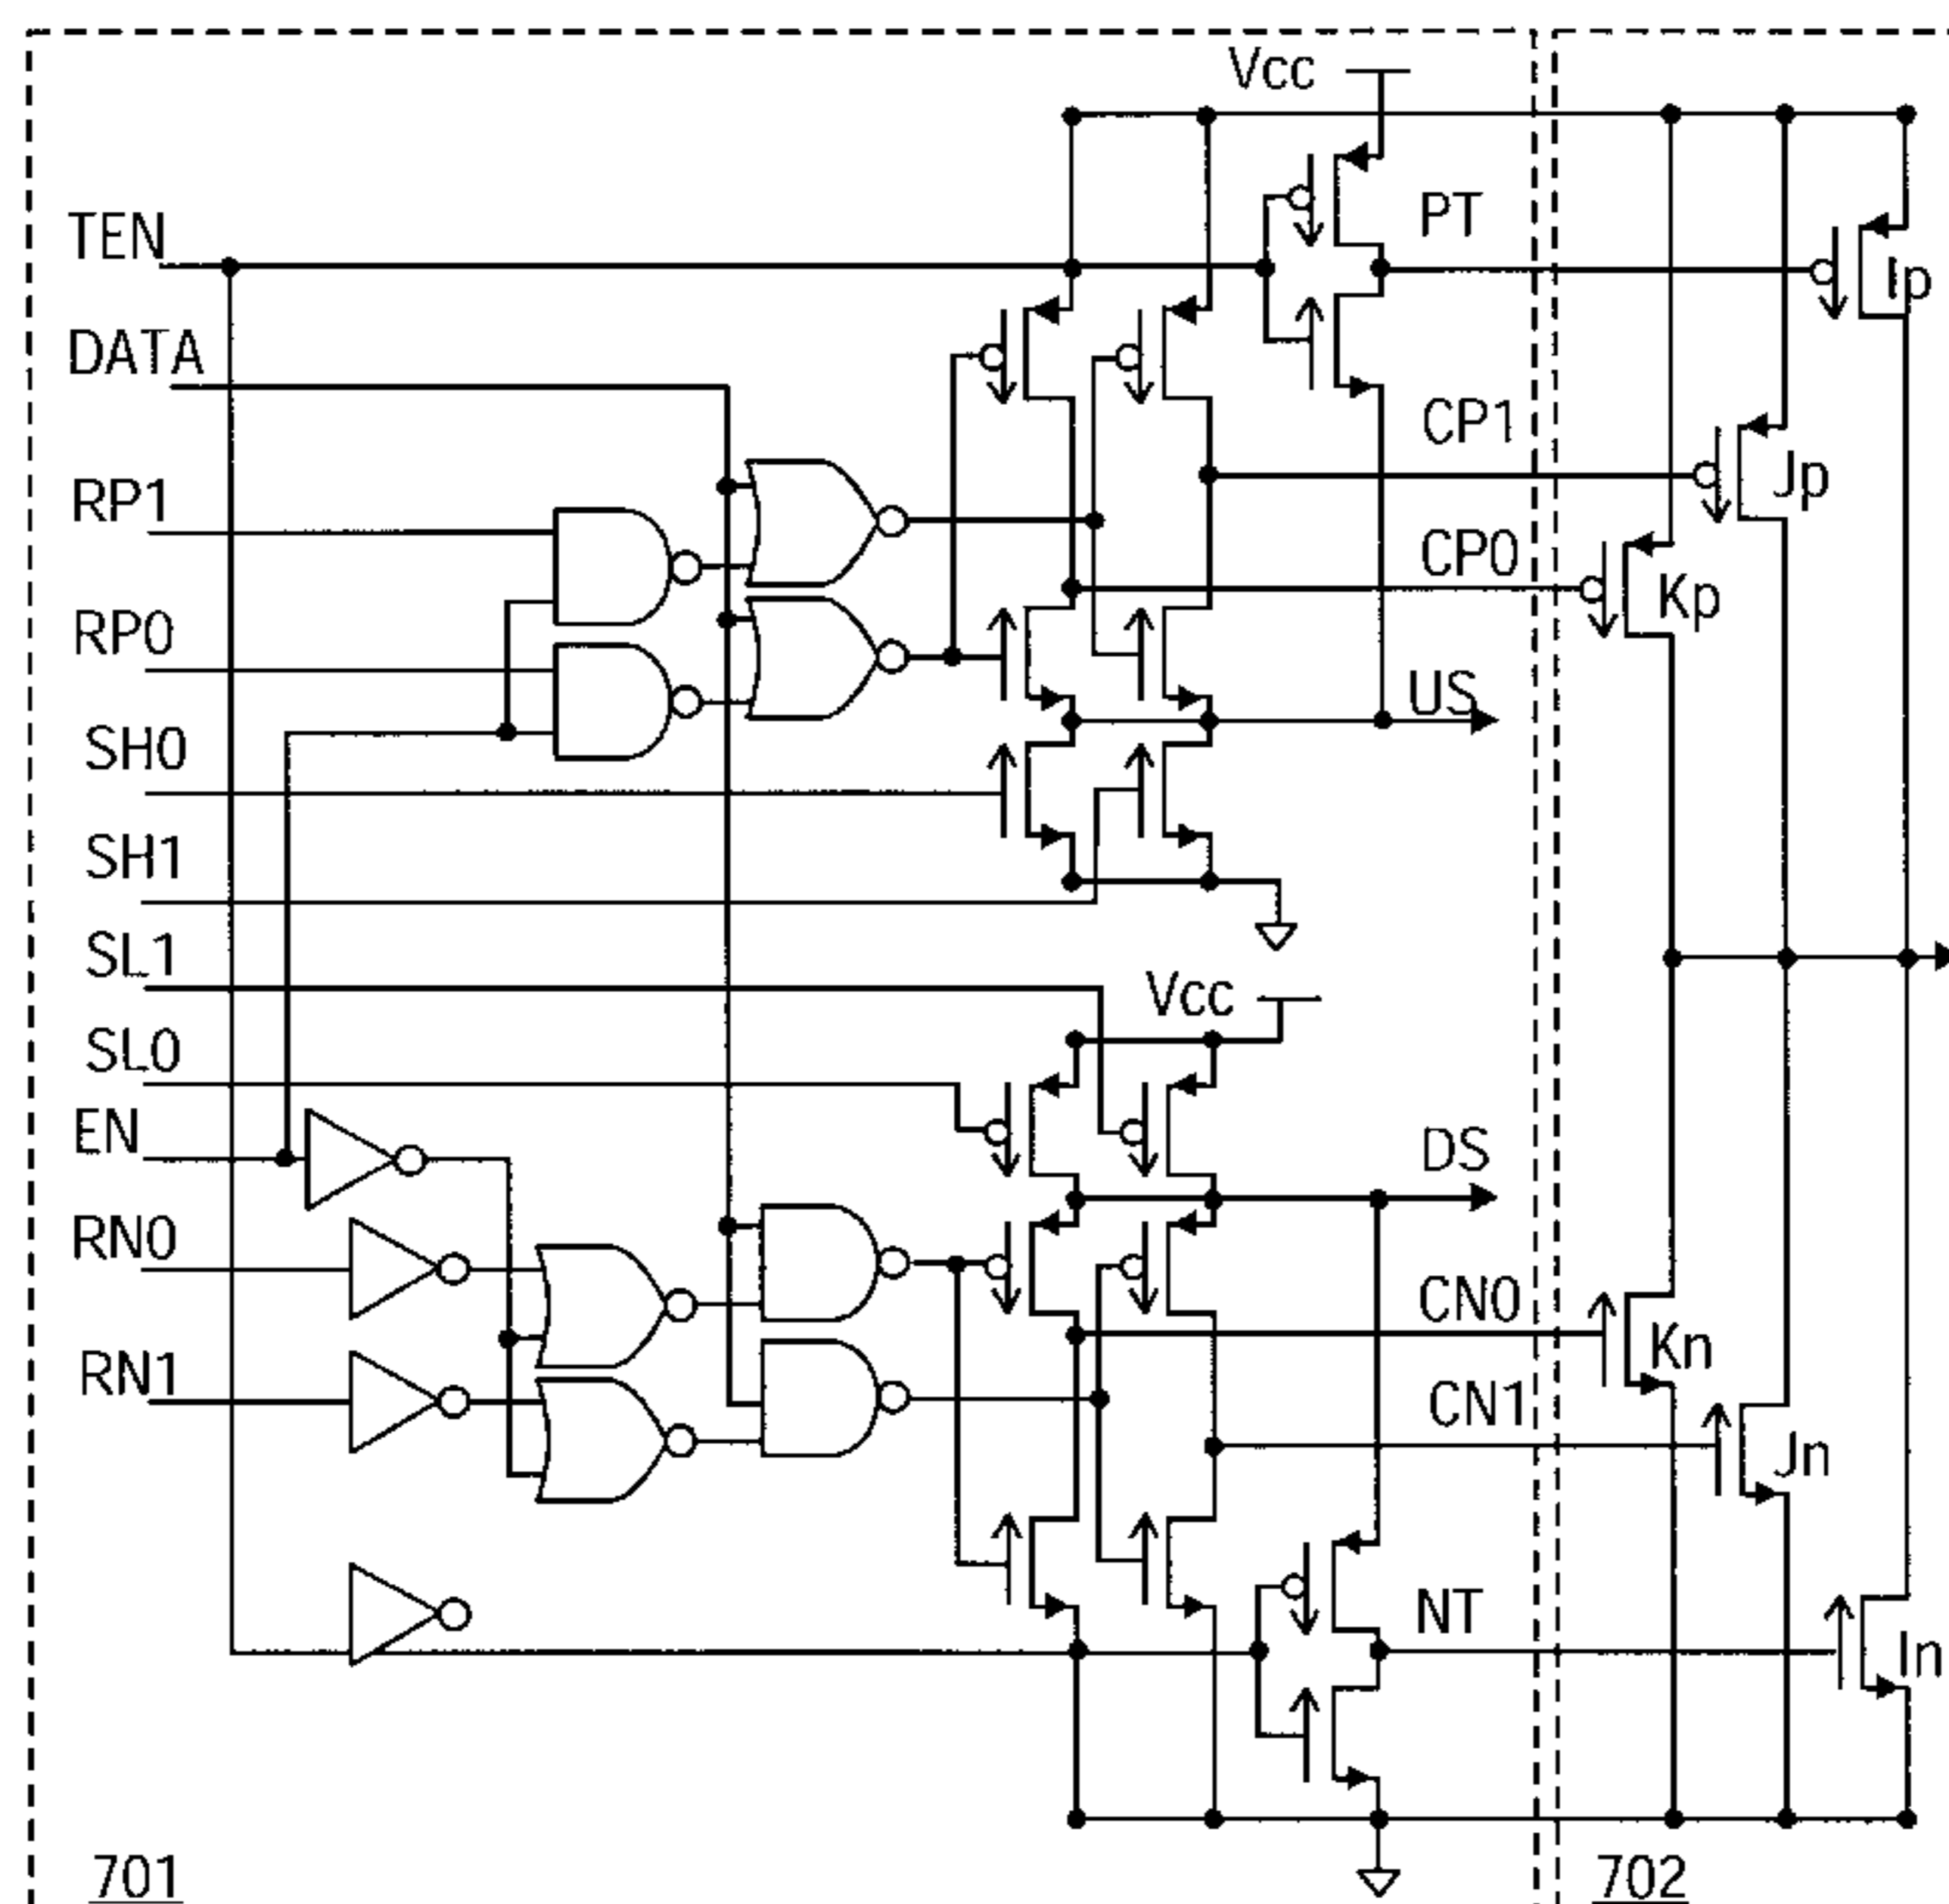 Vcc
TEN
PT
Ip
DATA
CP1
Jp
RP1
CP0
Kp
RP0
US
SH0
SH1
SL1
Vcc
SL0
EN
DS
RN0
CN0
Kn
RN1
CN1
Jn
NT
In
701
702